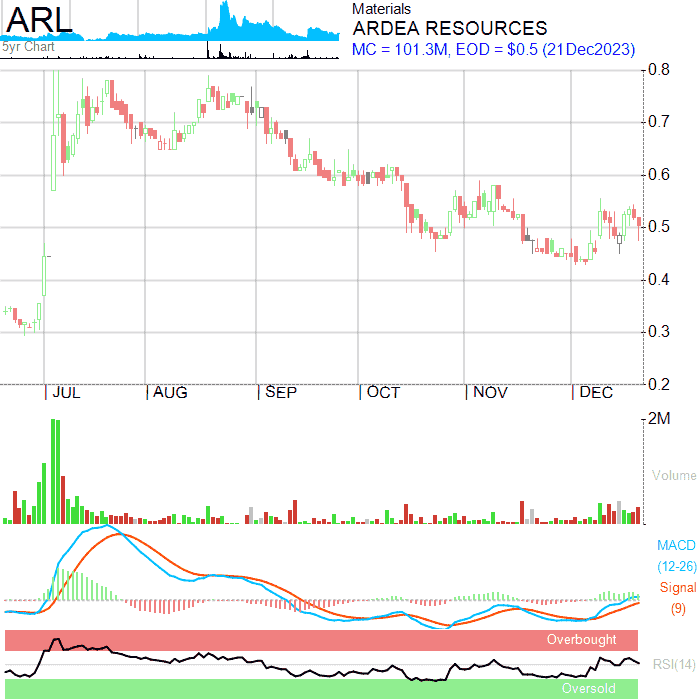 ARL
5yr Chart
Materials
ARDEA RESOURCES
MC = 101.3M, EOD = $0.5 (21Dec2023)
0.8
0.7
0.6
0.5
0.4
0.3
0.2
JUL AUG SEP OCT NOV DEC
2M
Volume
MACD
(12-26)
Signal
(9)
Overbought
RSI(14)
Oversold